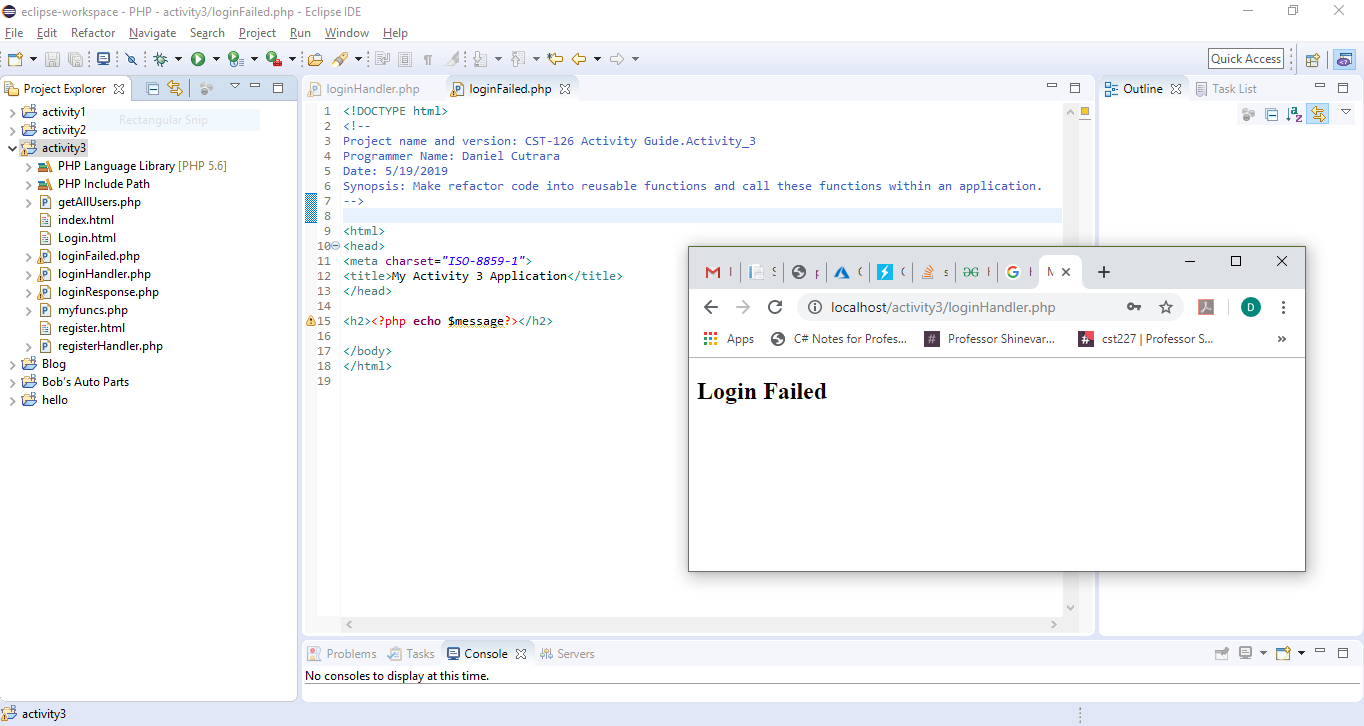 eclipse-workspace - PHP - activity3/loginFailed.php - Eclipse IDE
File Edit Refactor Navigate Search Project Run Window Help
Quick Access
Project Explorer
activity1
Rectangular Snip
activity2
activity3
PHP Language Library [PHP 5.6]
PHP Include Path
getAllUsers.php
index.html
Login.html
loginFailed.php
loginHandler.php
loginResponse.php
myfuncs.php
register.html
registerHandler.php
Blog
Bob's Auto Parts
hello
loginHandler.php loginFailed.php
1 <!DOCTYPE html>
2 <!--
3 Project name and version: CST-126 Activity Guide.Activity_3
4 Programmer Name: Daniel Cutrara
5 Date: 5/19/2019
6 Synopsis: Make refactor code into reusable functions and call these functions within an application.
7 -->
8
9 <html>
10 <head>
11 <meta charset="ISO-8859-1">
12 <title>My Activity 3 Application</title>
13 </head>
14
15 <h2><?php echo $message?></h2>
16
17 </body>
18 </html>
19
Outline Task List
localhost/activity3/loginHandler.php
D
Apps C# Notes for Profes... # Professor Shinevar... cst227 | Professor S... »
Login Failed
Problems Tasks Console Servers
No consoles to display at this time.
activity3